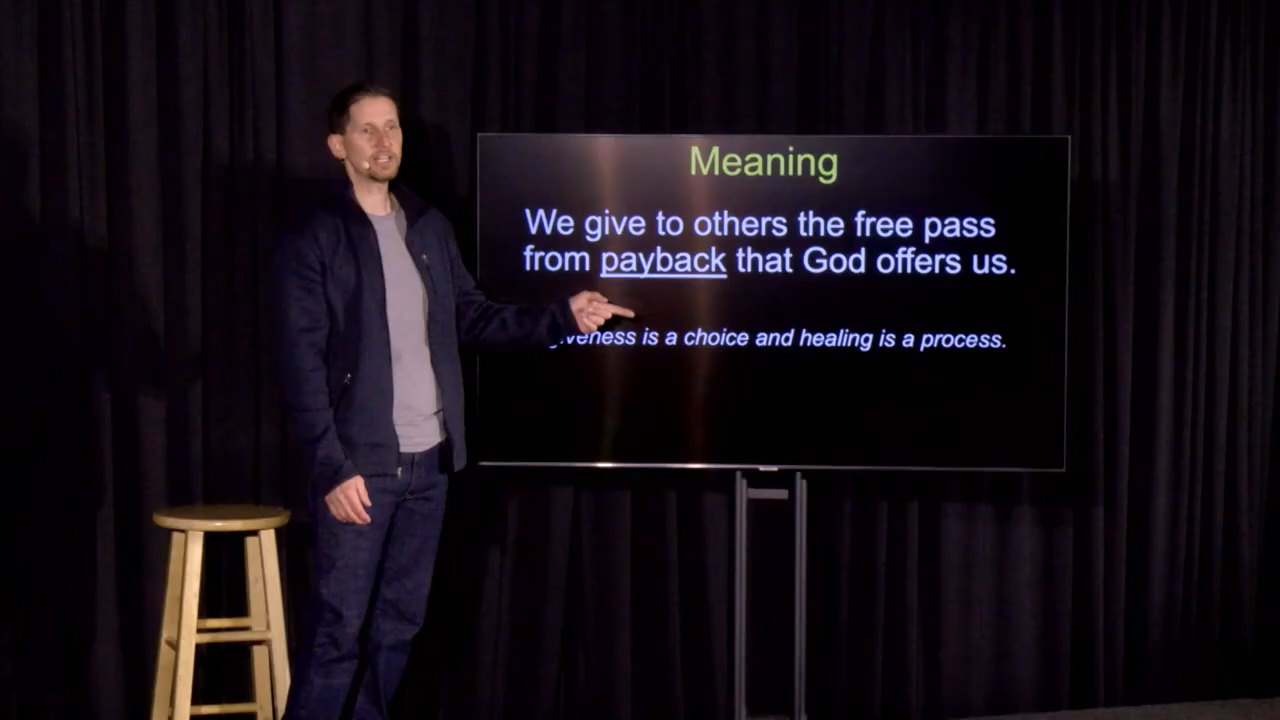 Meaning
We give to others the free pass
from payback that God offers us.
is a choice and healing is a process.